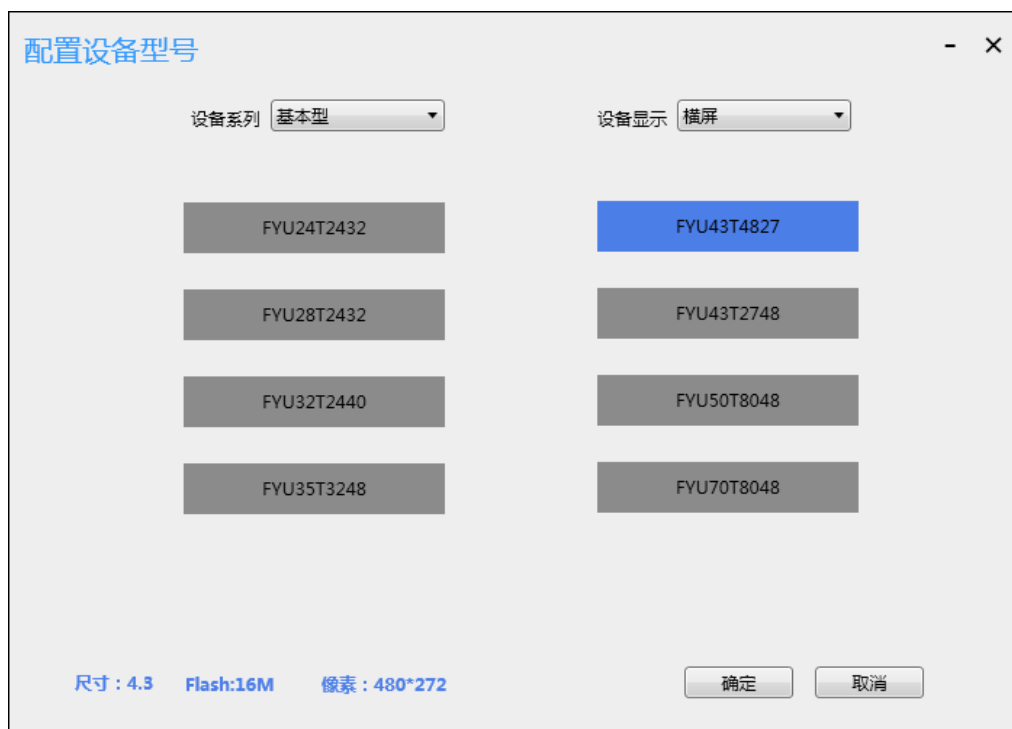 配置设备型号
设备系列 基本型 设备显示 横屏
FYU24T2432 FYU43T4827
FYU28T2432 FYU43T2748
FYU32T2440 FYU50T8048
FYU35T3248 FYU70T8048
尺寸：4.3 Flash:16M 像素：480*272 确定 取消